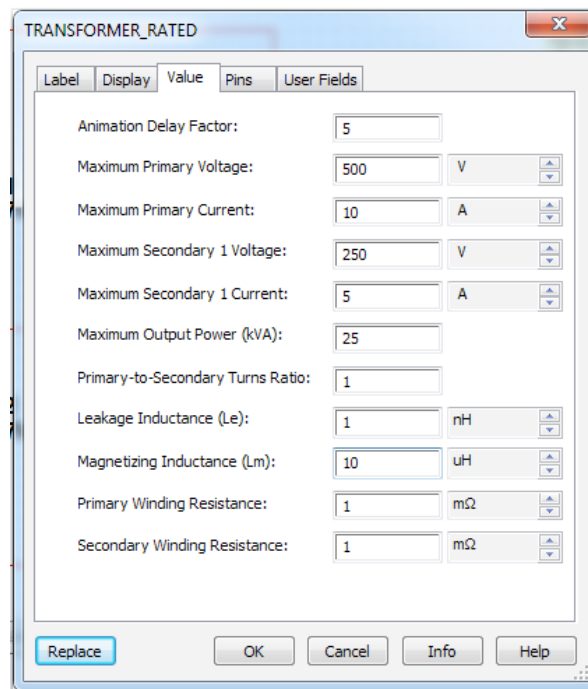 TRANSFORMER_RATED
Label Display Value Pins User Fields
Animation Delay Factor: 5
Maximum Primary Voltage: 500 V
Maximum Primary Current: 10 A
Maximum Secondary 1 Voltage: 250 V
Maximum Secondary 1 Current: 5 A
Maximum Output Power (kVA): 25
Primary-to-Secondary Turns Ratio: 1
Leakage Inductance (Le): 1 nH
Magnetizing Inductance (Lm): 10 uH
Primary Winding Resistance: 1 mΩ
Secondary Winding Resistance: 1 mΩ
Replace OK Cancel Info Help